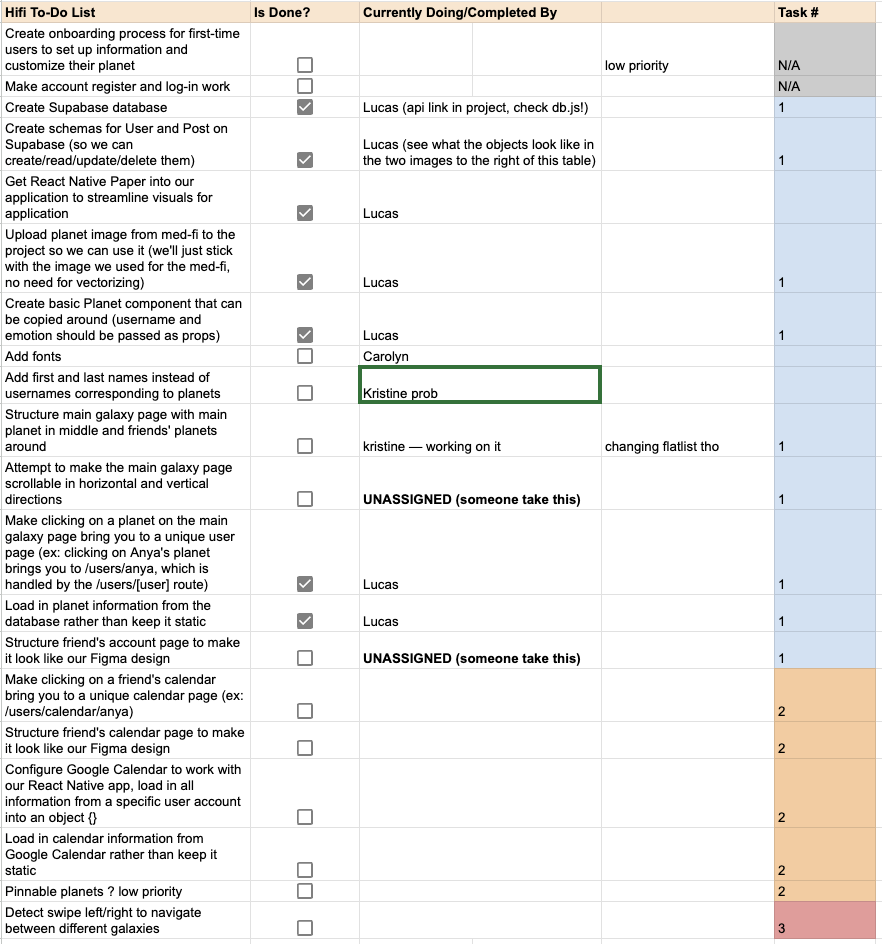 Hifi To-Do List Is Done? Currently Doing/Completed By Task #
Create onboarding process for first-time
users to set up information and
customize their planet low priority N/A
Make account register and log-in work N/A
Create Supabase database Lucas (api link in project, check db.js!) 1
Create schemas for User and Post on
Supabase (so we can
create/read/update/delete them)
Lucas (see what the objects look like in
the two images to the right of this table) 1
Get React Native Paper into our
application to streamline visuals for
application Lucas
Upload planet image from med-fi to the
project so we can use it (we'll just stick
with the image we used for the med-fi,
no need for vectorizing) Lucas 1
Create basic Planet component that can
be copied around (username and
emotion should be passed as props) Lucas 1
Add fonts Carolyn
Add first and last names instead of
usernames corresponding to planets Kristine prob
Structure main galaxy page with main
planet in middle and friends' planets
around kristine — working on it changing flatlist tho 1
Attempt to make the main galaxy page
scrollable in horizontal and vertical
directions UNASSIGNED (someone take this) 1
Make clicking on a planet on the main
galaxy page bring you to a unique user
page (ex: clicking on Anya's planet
brings you to /users/anya, which is
handled by the /users/[user] route) Lucas 1
Load in planet information from the
database rather than keep it static Lucas 1
Structure friend's account page to make
it look like our Figma design UNASSIGNED (someone take this) 1
Make clicking on a friend's calendar
bring you to a unique calendar page (ex:
/users/calendar/anya) 2
Structure friend's calendar page to make
it look like our Figma design 2
Configure Google Calendar to work with
our React Native app, load in all
information from a specific user account
into an object {} 2
Load in calendar information from
Google Calendar rather than keep it
static 2
Pinnable planets ? low priority 2
Detect swipe left/right to navigate
between different galaxies 3